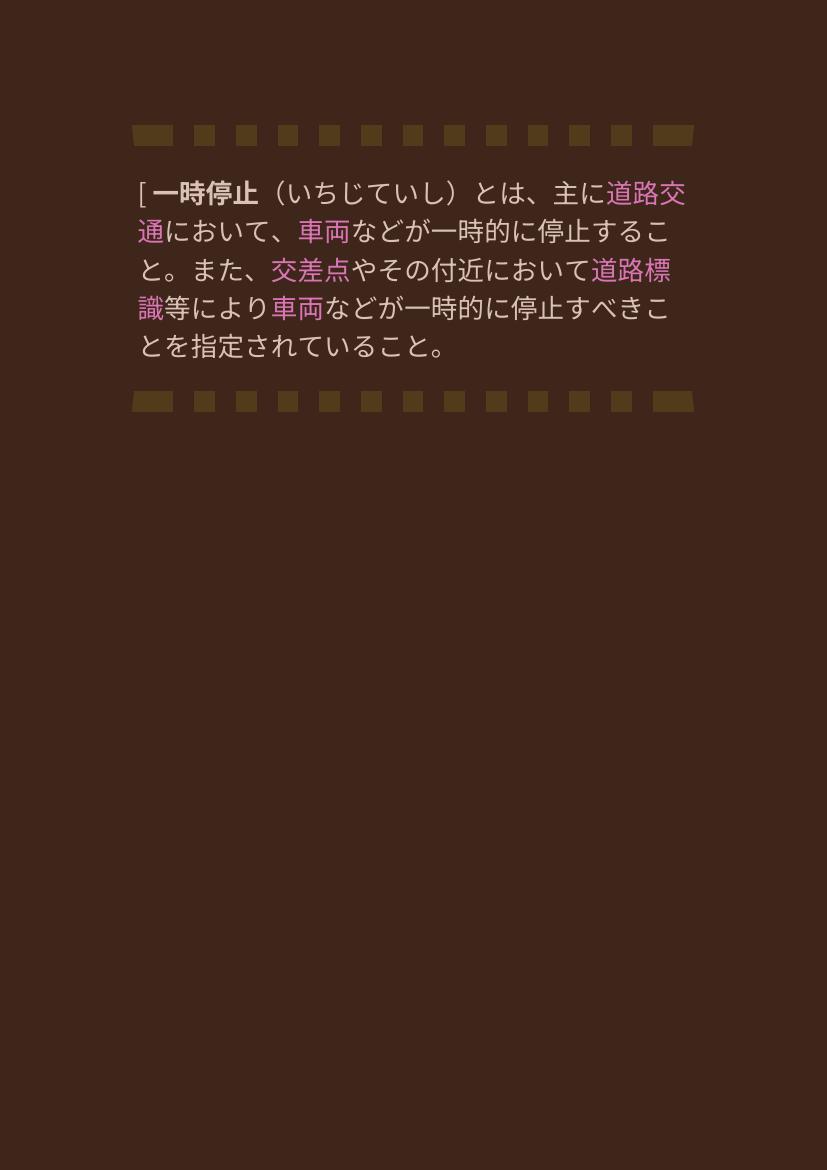 [ 一時停止（いちじていし）とは、主に道路交
通において、車両などが一時的に停止するこ
と。また、交差点やその付近において道路標
識等により車両などが一時的に停止すべきこ
とを指定されていること。